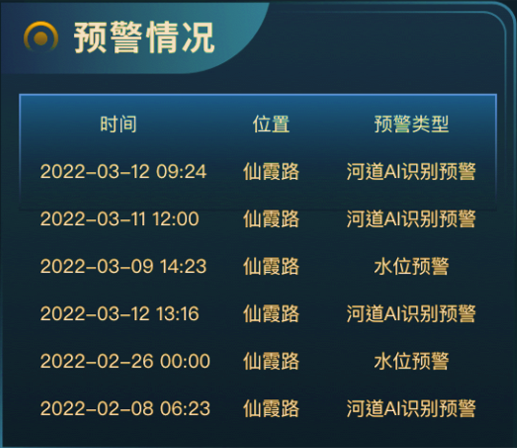 预警情况
时间 位置 预警类型
2022-03-12 09:24 仙霞路 河道AI识别预警
2022-03-11 12:00 仙霞路 河道AI识别预警
2022-03-09 14:23 仙霞路 水位预警
2022-03-12 13:16 仙霞路 河道AI识别预警
2022-02-26 00:00 仙霞路 水位预警
2022-02-08 06:23 仙霞路 河道AI识别预警